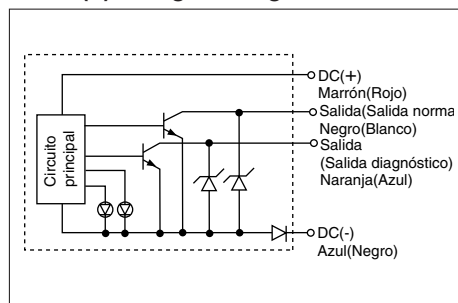 Circuito
principal
DC(+)
Marrón(Rojo)
Salida(Salida norma
Negro(Blanco)
Salida
(Salida diagnóstico)
Naranja(Azul)
DC(-)
Azul(Negro)